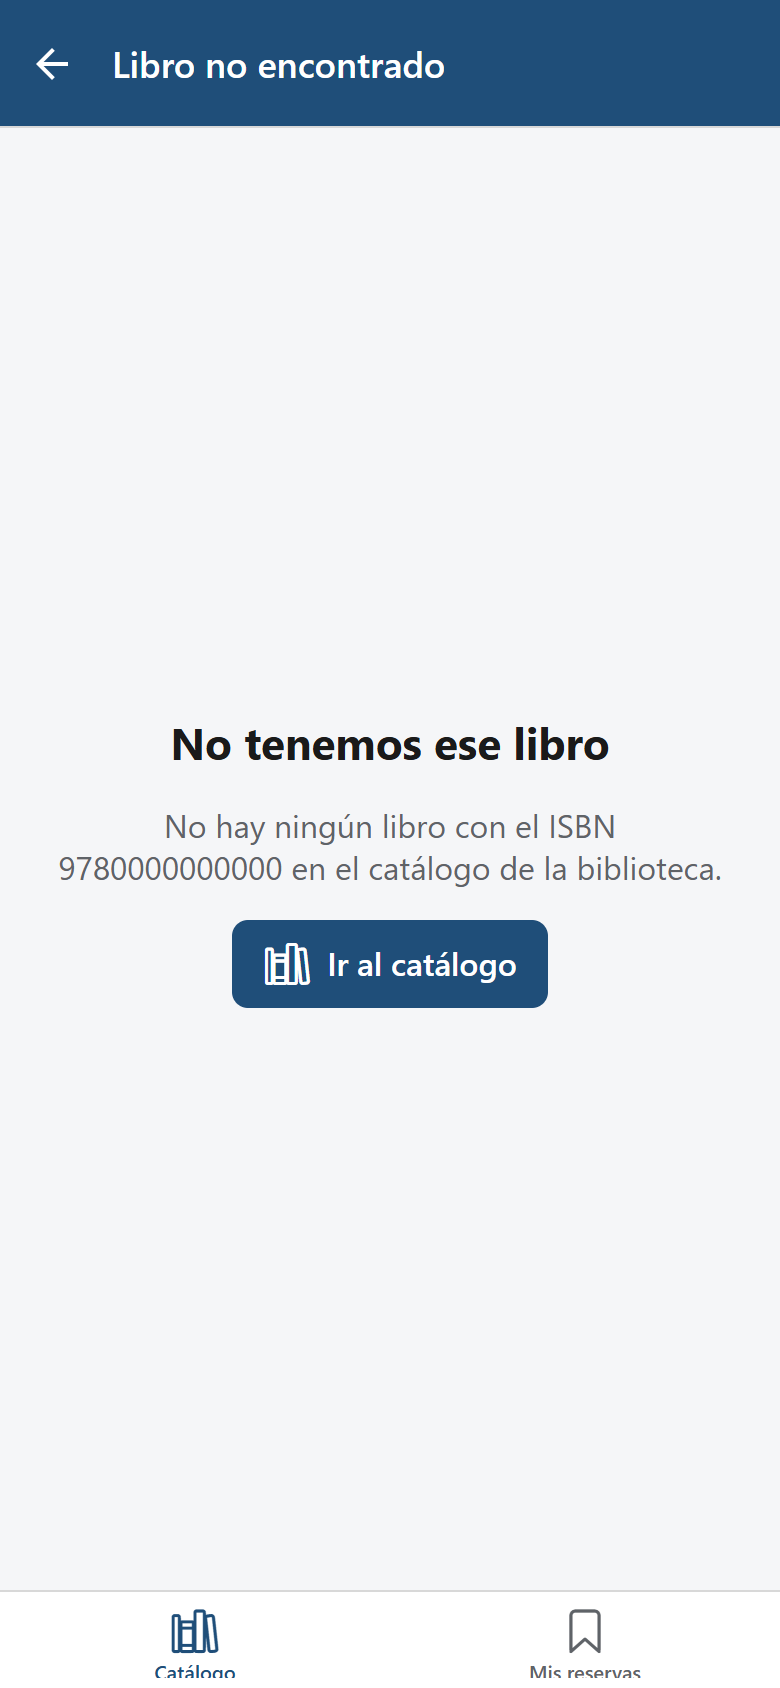 Libro no encontrado
No tenemos ese libro
No hay ningún libro con el ISBN
9780000000000 en el catálogo de la biblioteca.
Ir al catálogo
Catálogo
Mis reservas